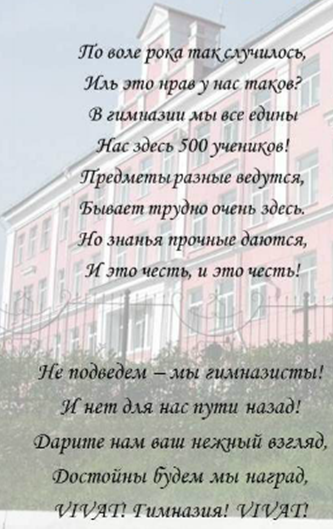 По воле рока так случилось,
Иль это нрав у нас таков?
В гимназии мы все едины
Нас здесь 500 учеников!
Предметы разные ведутся,
Бывает трудно очень здесь.
Но знанья прочные даются,
И это честь, и это честь!
Не подведем – мы гимназисты!
И нет для нас пути назад!
Дарите нам ваш нежный взгляд,
Достойны будем мы наград,
VIVAT! Гимназия! VIVAT!